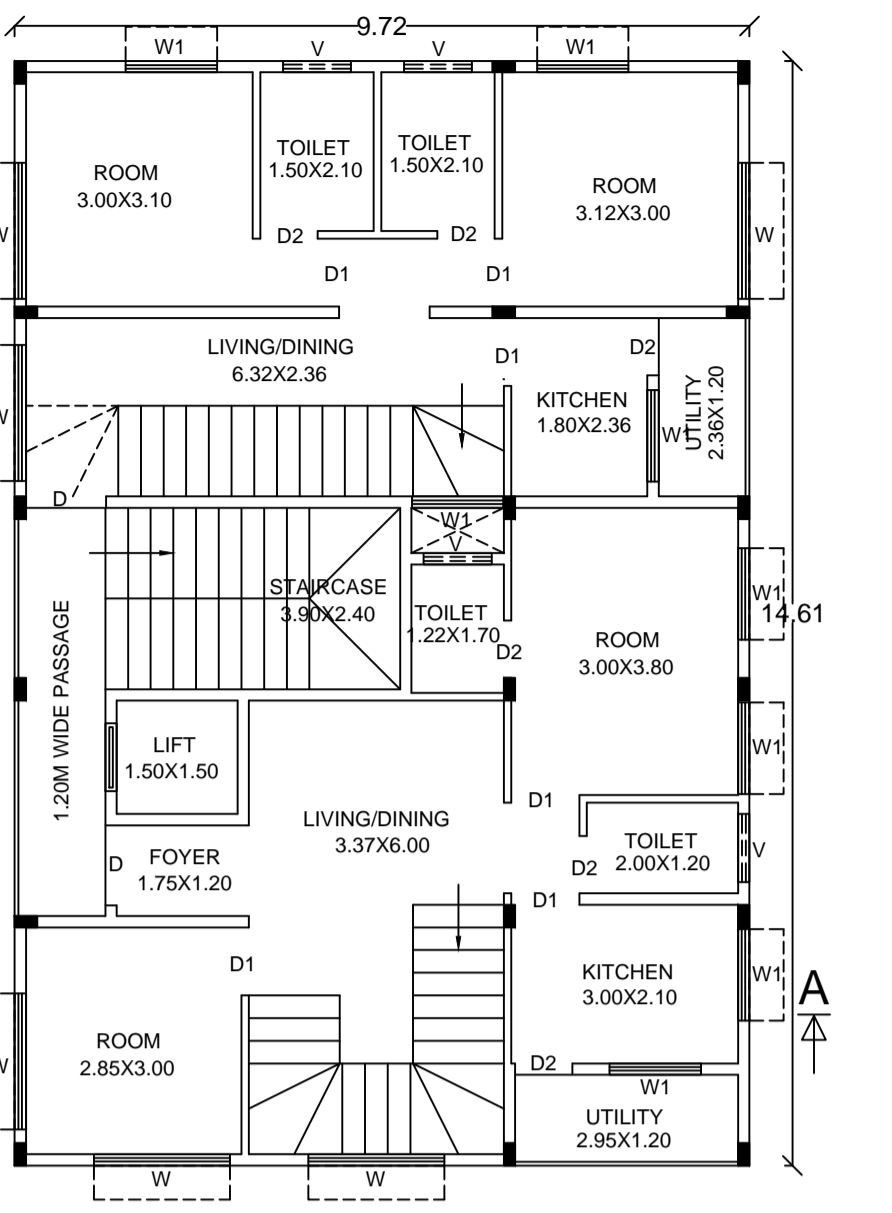 9.72
W1
V
V
W1
ROOM
3.00X3.10
TOILET
1.50X2.10
TOILET
1.50X2.10
ROOM
3.12X3.00
W
W
D2
D2
D1
D1
LIVING/DINING
6.32X2.36
D1
D2
KITCHEN
1.80X2.36
W1
UTILITY
2.36X1.20
W
D
W1
V
STAIRCASE
3.90X2.40
TOILET
1.22X1.70
D2
ROOM
3.00X3.80
W1
14.61
1.20M WIDE PASSAGE
LIFT
1.50X1.50
W1
LIVING/DINING
3.37X6.00
D1
D
FOYER
1.75X1.20
TOILET
2.00X1.20
V
D2
D1
D1
KITCHEN
3.00X2.10
W1
A
ROOM
2.85X3.00
W
D2
W1
UTILITY
2.95X1.20
W
W